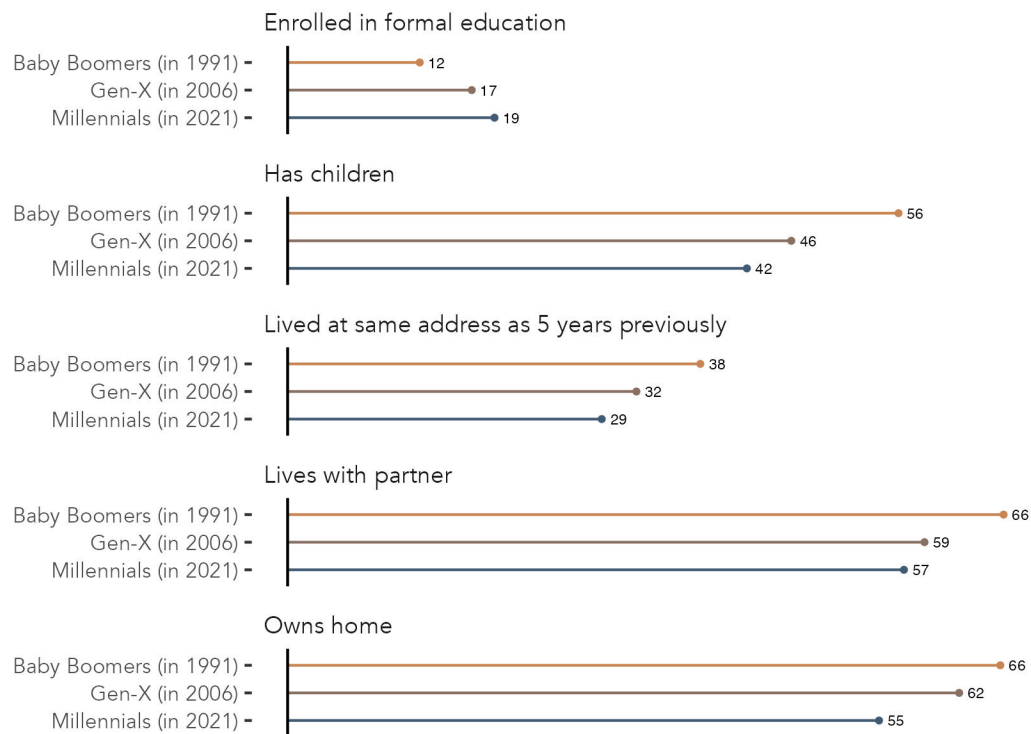 Enrolled in formal education
Baby Boomers (in 1991) 12
Gen-X (in 2006) 17
Millennials (in 2021) 19
Has children
Baby Boomers (in 1991) 56
Gen-X (in 2006) 46
Millennials (in 2021) 42
Lived at same address as 5 years previously
Baby Boomers (in 1991) 38
Gen-X (in 2006) 32
Millennials (in 2021) 29
Lives with partner
Baby Boomers (in 1991) 66
Gen-X (in 2006) 59
Millennials (in 2021) 57
Owns home
Baby Boomers (in 1991) 66
Gen-X (in 2006) 62
Millennials (in 2021) 55